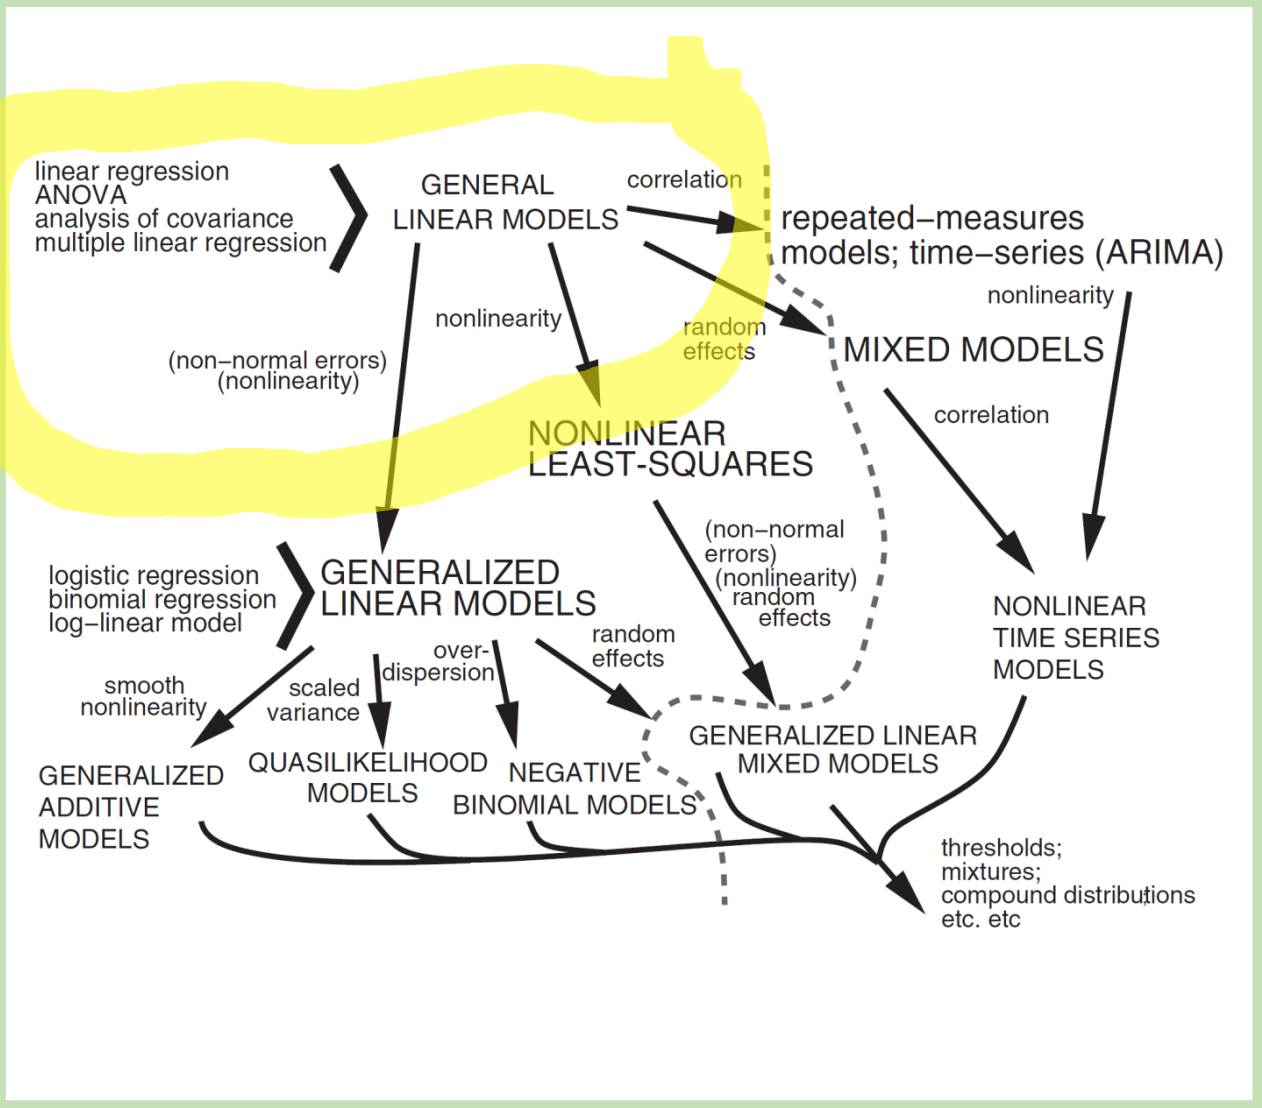 linear regression
ANOVA
analysis of covariance
multiple linear regression
GENERAL
LINEAR MODELS
correlation
repeated−measures
models; time−series (ARIMA)
nonlinearity
nonlinearity
random
effects
MIXED MODELS
(non−normal errors)
(nonlinearity)
correlation
NONLINEAR
LEAST-SQUARES
(non−normal
errors)
(nonlinearity)
random
effects
logistic regression
binomial regression
log−linear model
GENERALIZED
LINEAR MODELS
NONLINEAR
TIME SERIES
MODELS
random
effects
over-
dispersion
smooth
nonlinearity
scaled
variance
GENERALIZED LINEAR
MIXED MODELS
GENERALIZED
ADDITIVE
MODELS
QUASILIKELIHOOD
MODELS
NEGATIVE
BINOMIAL MODELS
thresholds;
mixtures;
compound distributions
etc. etc